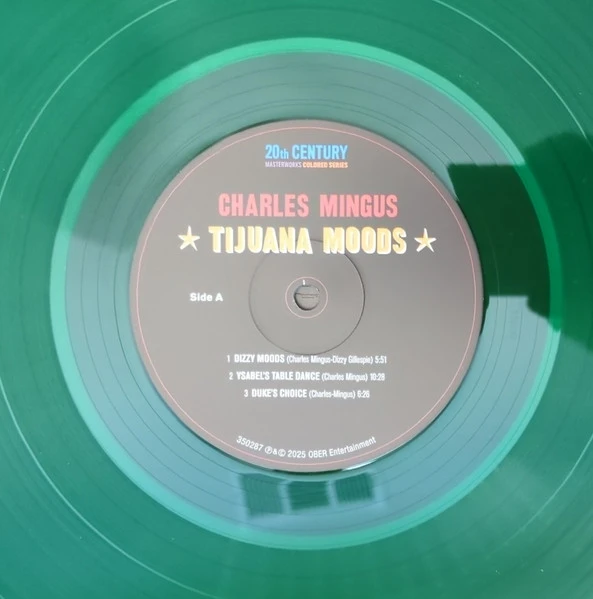 20th CENTURY
MASTERWORKS COLORED SERIES
CHARLES MINGUS
★ TIJUANA MOODS ★
Side A
1 DIZZY MOODS (Charles Mingus-Dizzy Gillespie) 5:51
2 YSABEL'S TABLE DANCE (Charles Mingus) 10:28
3 DUKE'S CHOICE (Charles-Mingus) 6:26
350287 ℗&© 2025 OBER Entertainment